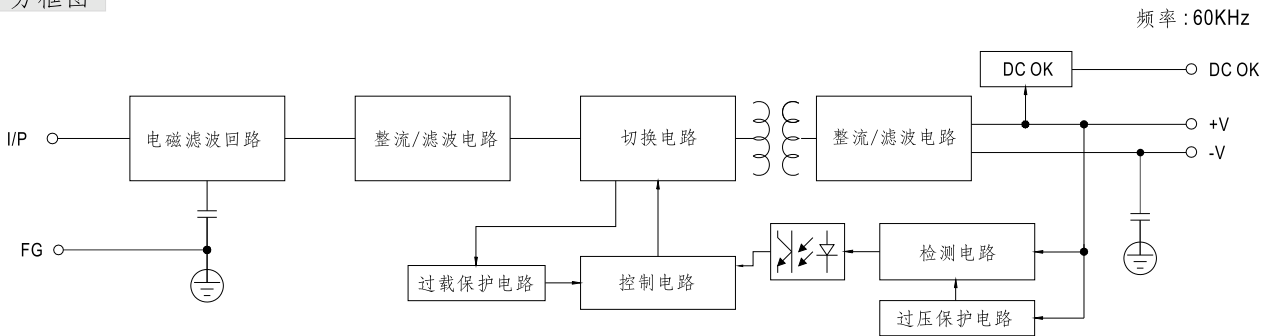 方框图
频率 : 60KHz
DC OK
DC OK
I/P
电磁滤波回路
整流/滤波电路
切换电路
整流/滤波电路
+V
-V
FG
过载保护电路
控制电路
检测电路
过压保护电路